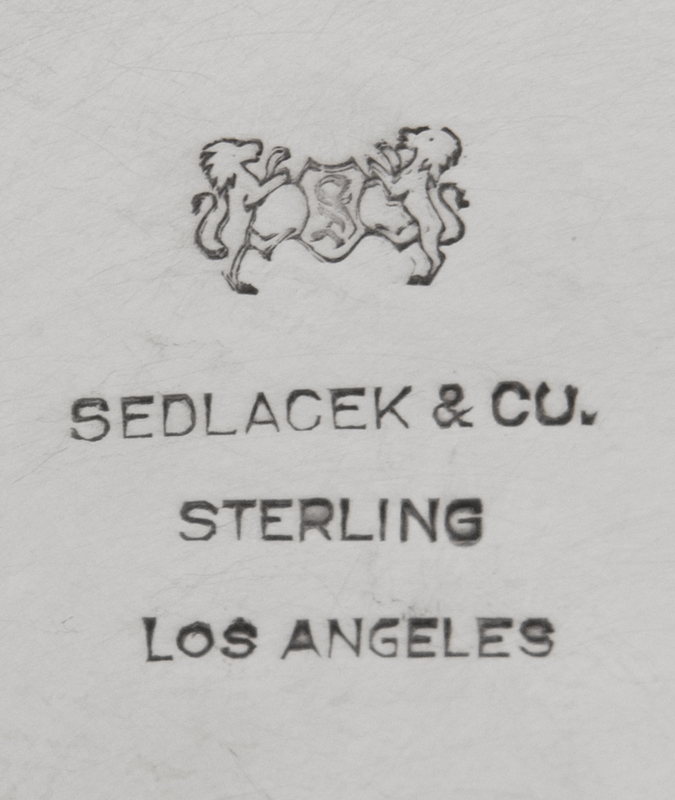 S
SEDLACEK & CO.
STERLING
LOS ANGELES